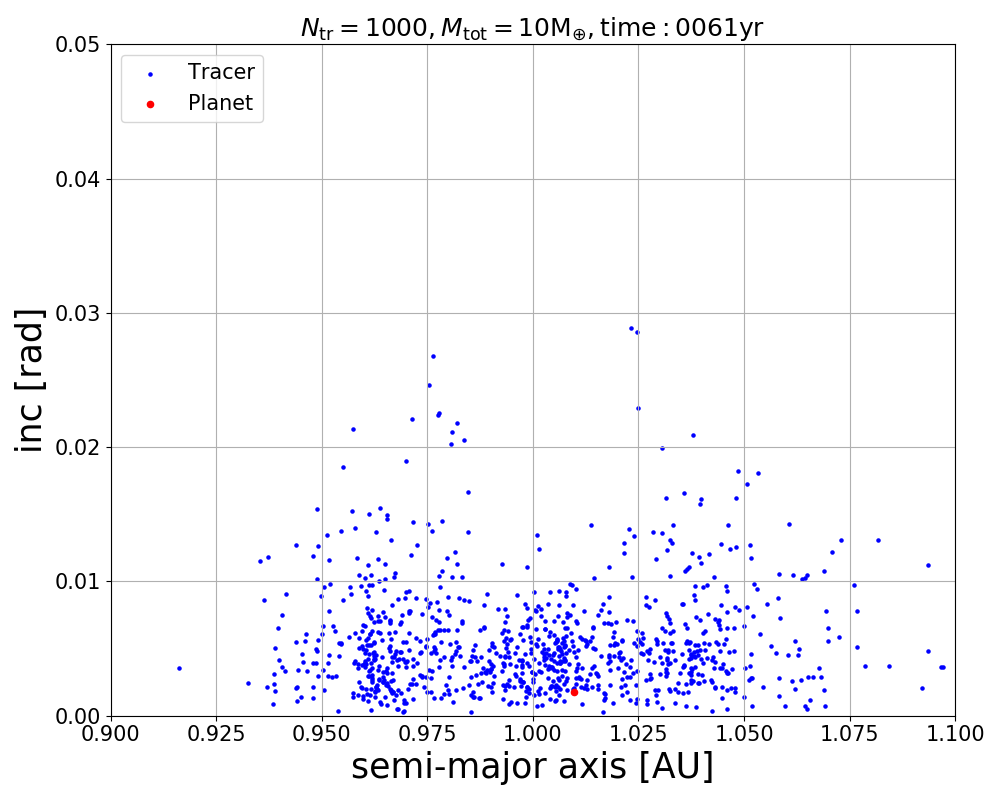 N_tr = 1000, M_tot = 10M_⊕, time : 0061yr
0.05
Tracer
Planet
0.04
0.03
0.02
0.01
0.00
inc [rad]
0.900 0.925 0.950 0.975 1.000 1.025 1.050 1.075 1.100
semi-major axis [AU]